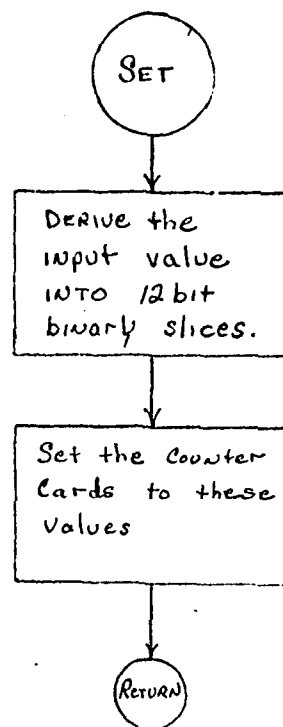 SET
DERIVE the
INPUT value
INTO 12 bit
binary slices.
Set the Counter
Cards to these
Values
RETURN